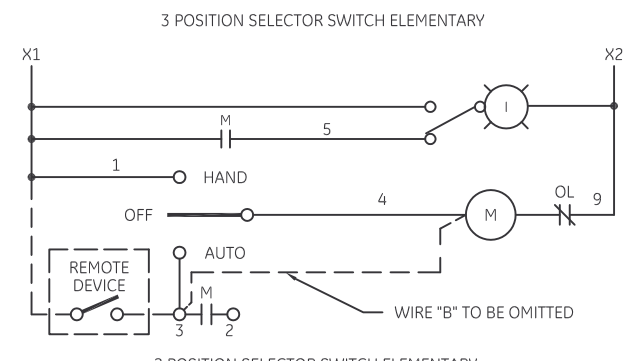 3 POSITION SELECTOR SWITCH ELEMENTARY
X1
X2
I
M
5
1
HAND
OL
OFF
4
M
9
AUTO
REMOTE
DEVICE
M
WIRE "B" TO BE OMITTED
3
2